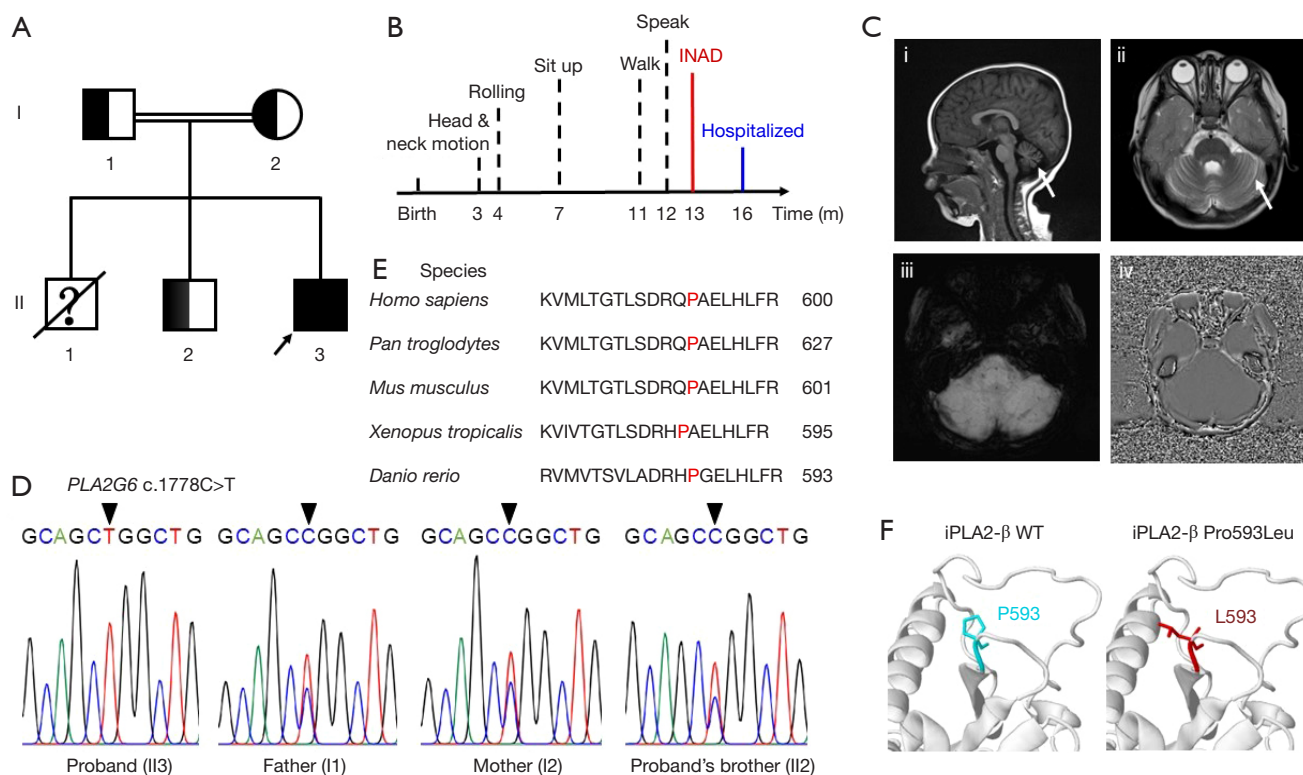 A
I
1
2
II
?
1
2
3
B
Head &
neck motion
Rolling
Sit up
Walk
Speak
INAD
Hospitalized
Birth
3
4
7
11
12
13
16
Time (m)
C
i
ii
iii
iv
E
Species
Homo sapiens KVMLTGTLSDRQPAELHLFR 600
Pan troglodytes KVMLTGTLSDRQPAELHLFR 627
Mus musculus KVMLTGTLSDRQPAELHLFR 601
Xenopus tropicalis KVIVTGTLSDRHPAELHLFR 595
Danio rerio RVMVTSVLADRHPGELHLFR 593
D
PLA2G6 c.1778C>T
GCAGCTGGCTG
GCAGCCGGCTG
GCAGCCGGCTG
GCAGCCGGCTG
Proband (II3)
Father (I1)
Mother (I2)
Proband's brother (II2)
F
iPLA2-β WT
P593
iPLA2-β Pro593Leu
L593